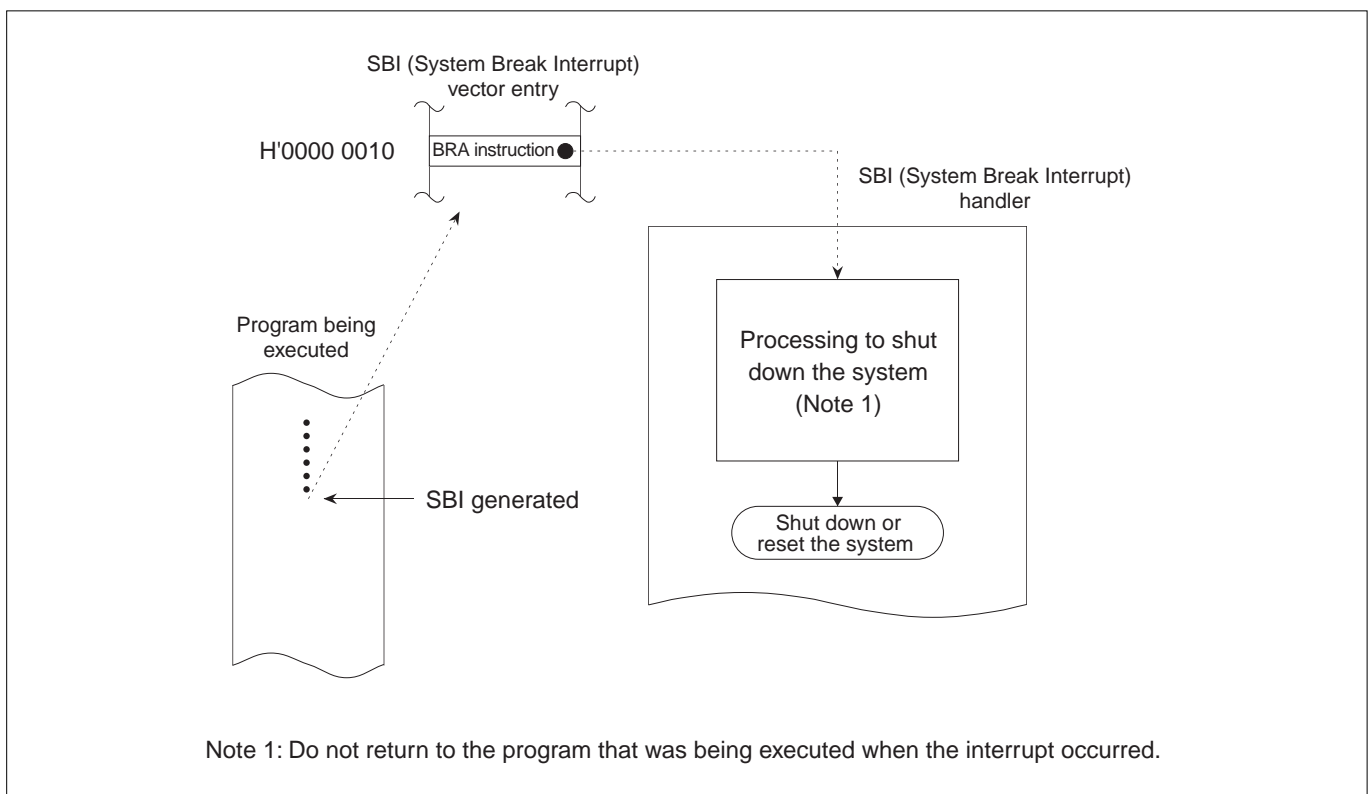 SBI (System Break Interrupt)
vector entry
H'0000 0010
BRA instruction
SBI (System Break Interrupt)
handler
Program being
executed
Processing to shut
down the system
(Note 1)
SBI generated
Shut down or
reset the system
Note 1: Do not return to the program that was being executed when the interrupt occurred.